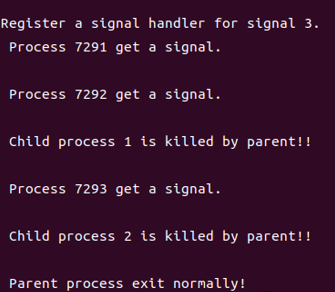 Register a signal handler for signal 3.
Process 7291 get a signal.
Process 7292 get a signal.
Child process 1 is killed by parent!!
Process 7293 get a signal.
Child process 2 is killed by parent!!
Parent process exit normally!